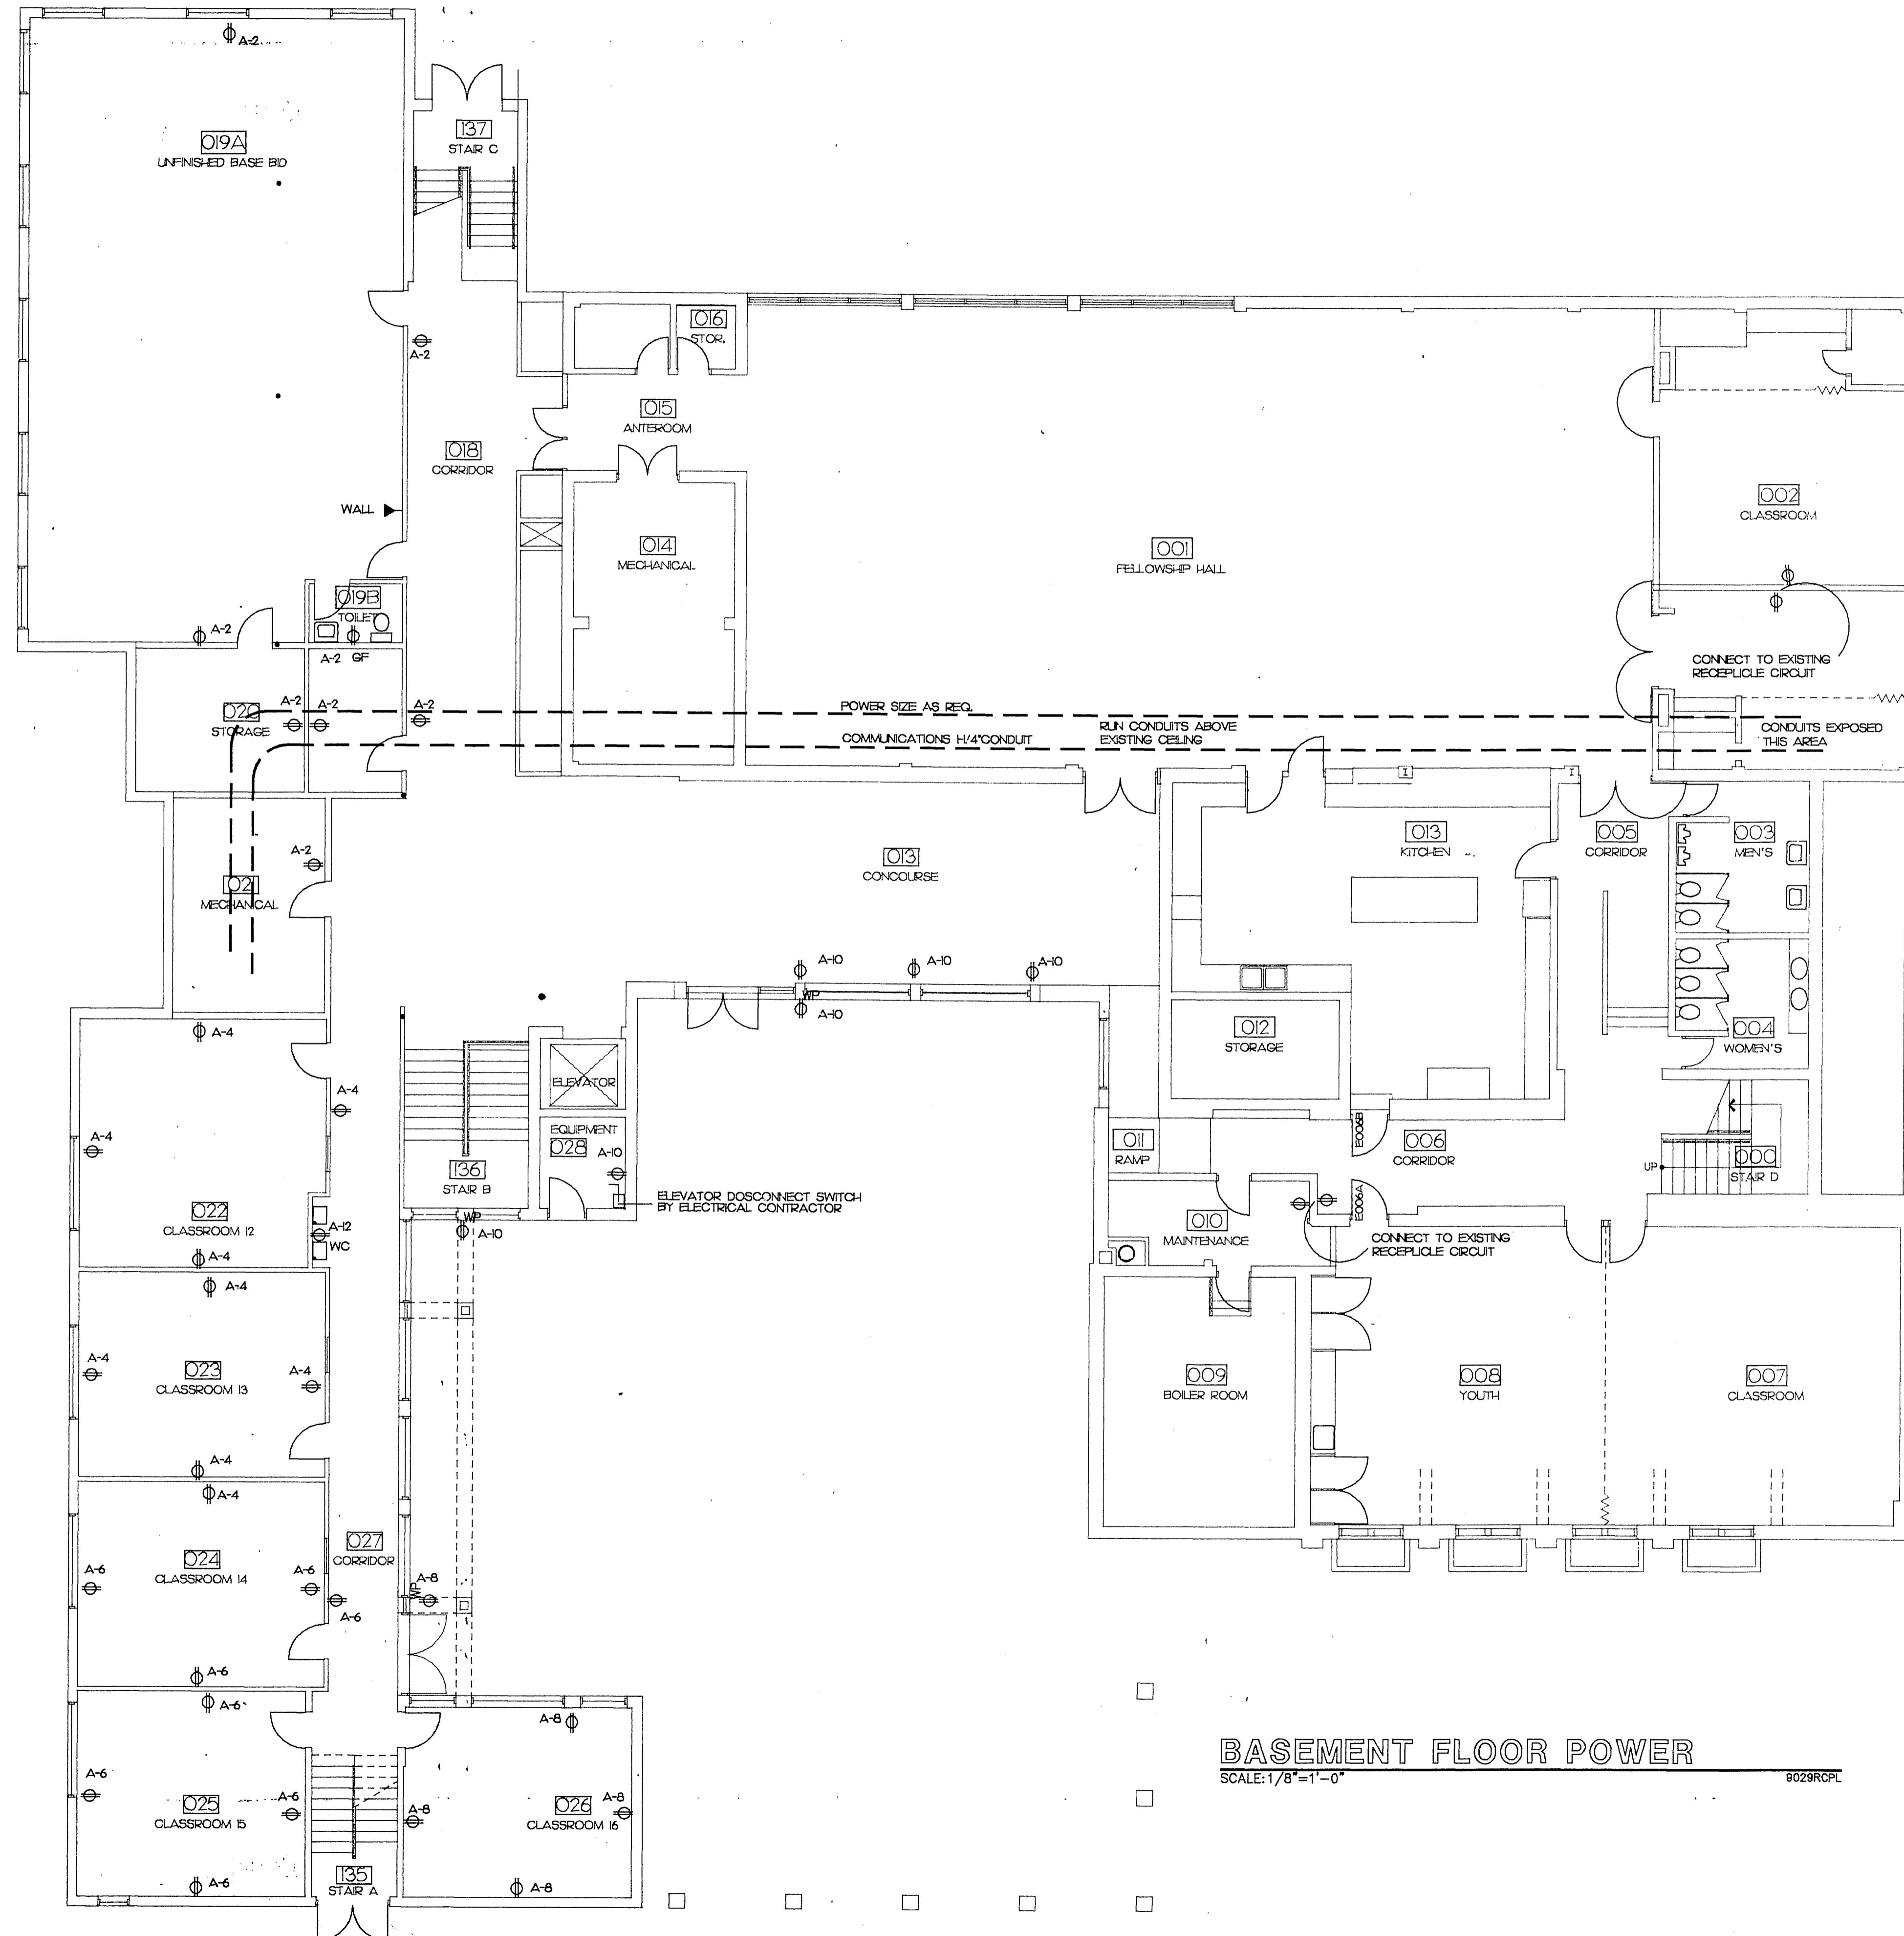 A-2
137
STAIR C
019A
UNFINISHED BASE BID
016
STOR.
A-2
015
ANTEROOM
018
CORRIDOR
002
CLASSROOM
WALL
014
MECHANICAL
001
FELLOWSHIP HALL
019B
TOILET
A-2
A-2 GF
CONNECT TO EXISTING
RECEPLICLE CIRCUIT
020
STORAGE
A-2
A-2
A-2
POWER SIZE AS REQ.
COMMUNICATIONS H./4"CONDUIT
RUN CONDUITS ABOVE
EXISTING CEILING
CONDUITS EXPOSED
THIS AREA
I
I
013
KITCHEN
005
CORRIDOR
003
MEN'S
A-2
013
CONCOURSE
021
MECHANICAL
A-10
A-10
A-10
WP
A-10
A-4
012
STORAGE
004
WOMEN'S
ELEVATOR
A-4
EQUIPMENT
028
A-10
A-4
136
STAIR B
011
RAMP
E006B
006
CORRIDOR
UP
000
STAIR D
ELEVATOR DOSCONNECT SWITCH
BY ELECTRICAL CONTRACTOR
E006A
022
CLASSROOM 12
A-12
WC
WP
A-10
010
MAINTENANCE
CONNECT TO EXISTING
RECEPLICLE CIRCUIT
A-4
A-4
A-4
023
CLASSROOM 13
A-4
009
BOILER ROOM
008
YOUTH
007
CLASSROOM
A-4
A-4
027
CORRIDOR
024
CLASSROOM 14
A-6
A-6
A-6
A-8
WP
A-6
A-6
A-8
BASEMENT FLOOR POWER
SCALE: 1/8"=1'-0"
9029RCPL
A-6
025
CLASSROOM 15
A-6
A-8
026
CLASSROOM 16
A-8
135
STAIR A
A-6
A-8